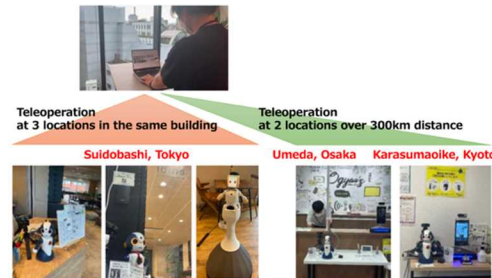 Teleoperation
at 3 locations in the same building
Teleoperation
at 2 locations over 300km distance
Suidobashi, Tokyo
Umeda, Osaka
Karasumaoike, Kyoto